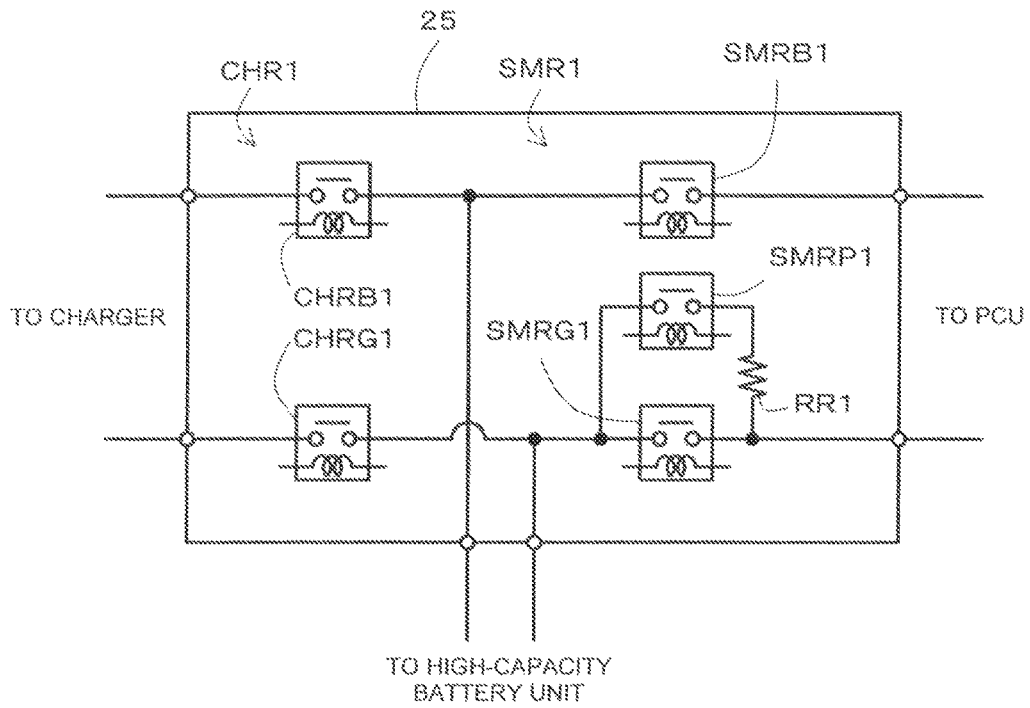 25
CHR1
SMR1
SMRB1
CHRB1
SMRP1
TO CHARGER
CHRG1
SMRG1
TO PCU
RR1
TO HIGH-CAPACITY
BATTERY UNIT